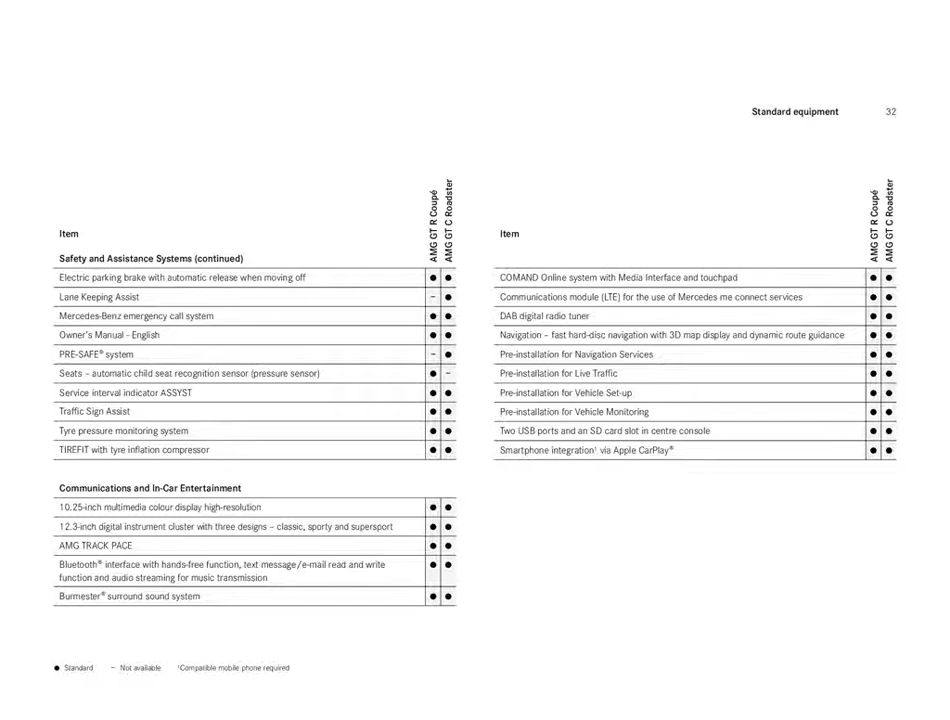 Standard equipment 32
Item
AMG GT R Coupé
AMG GT C Roadster
Safety and Assistance Systems (continued)
Electric parking brake with automatic release when moving off ● ●
Lane Keeping Assist – ●
Mercedes-Benz emergency call system ● ●
Owner's Manual - English ● ●
PRE-SAFE® system – ●
Seats – automatic child seat recognition sensor (pressure sensor) ● –
Service interval indicator ASSYST ● ●
Traffic Sign Assist ● ●
Tyre pressure monitoring system ● ●
TIREFIT with tyre inflation compressor ● ●
Communications and In-Car Entertainment
10.25-inch multimedia colour display high-resolution ● ●
12.3-inch digital instrument cluster with three designs – classic, sporty and supersport ● ●
AMG TRACK PACE ● ●
Bluetooth® interface with hands-free function, text message/e-mail read and write ● ●
function and audio streaming for music transmission
Burmester® surround sound system ● ●
Item
AMG GT R Coupé
AMG GT C Roadster
COMAND Online system with Media Interface and touchpad ● ●
Communications module (LTE) for the use of Mercedes me connect services ● ●
DAB digital radio tuner ● ●
Navigation – fast hard-disc navigation with 3D map display and dynamic route guidance ● ●
Pre-installation for Navigation Services ● ●
Pre-installation for Live Traffic ● ●
Pre-installation for Vehicle Set-up ● ●
Pre-installation for Vehicle Monitoring ● ●
Two USB ports and an SD card slot in centre console ● ●
Smartphone integration¹ via Apple CarPlay® ● ●
● Standard – Not available ¹Compatible mobile phone required